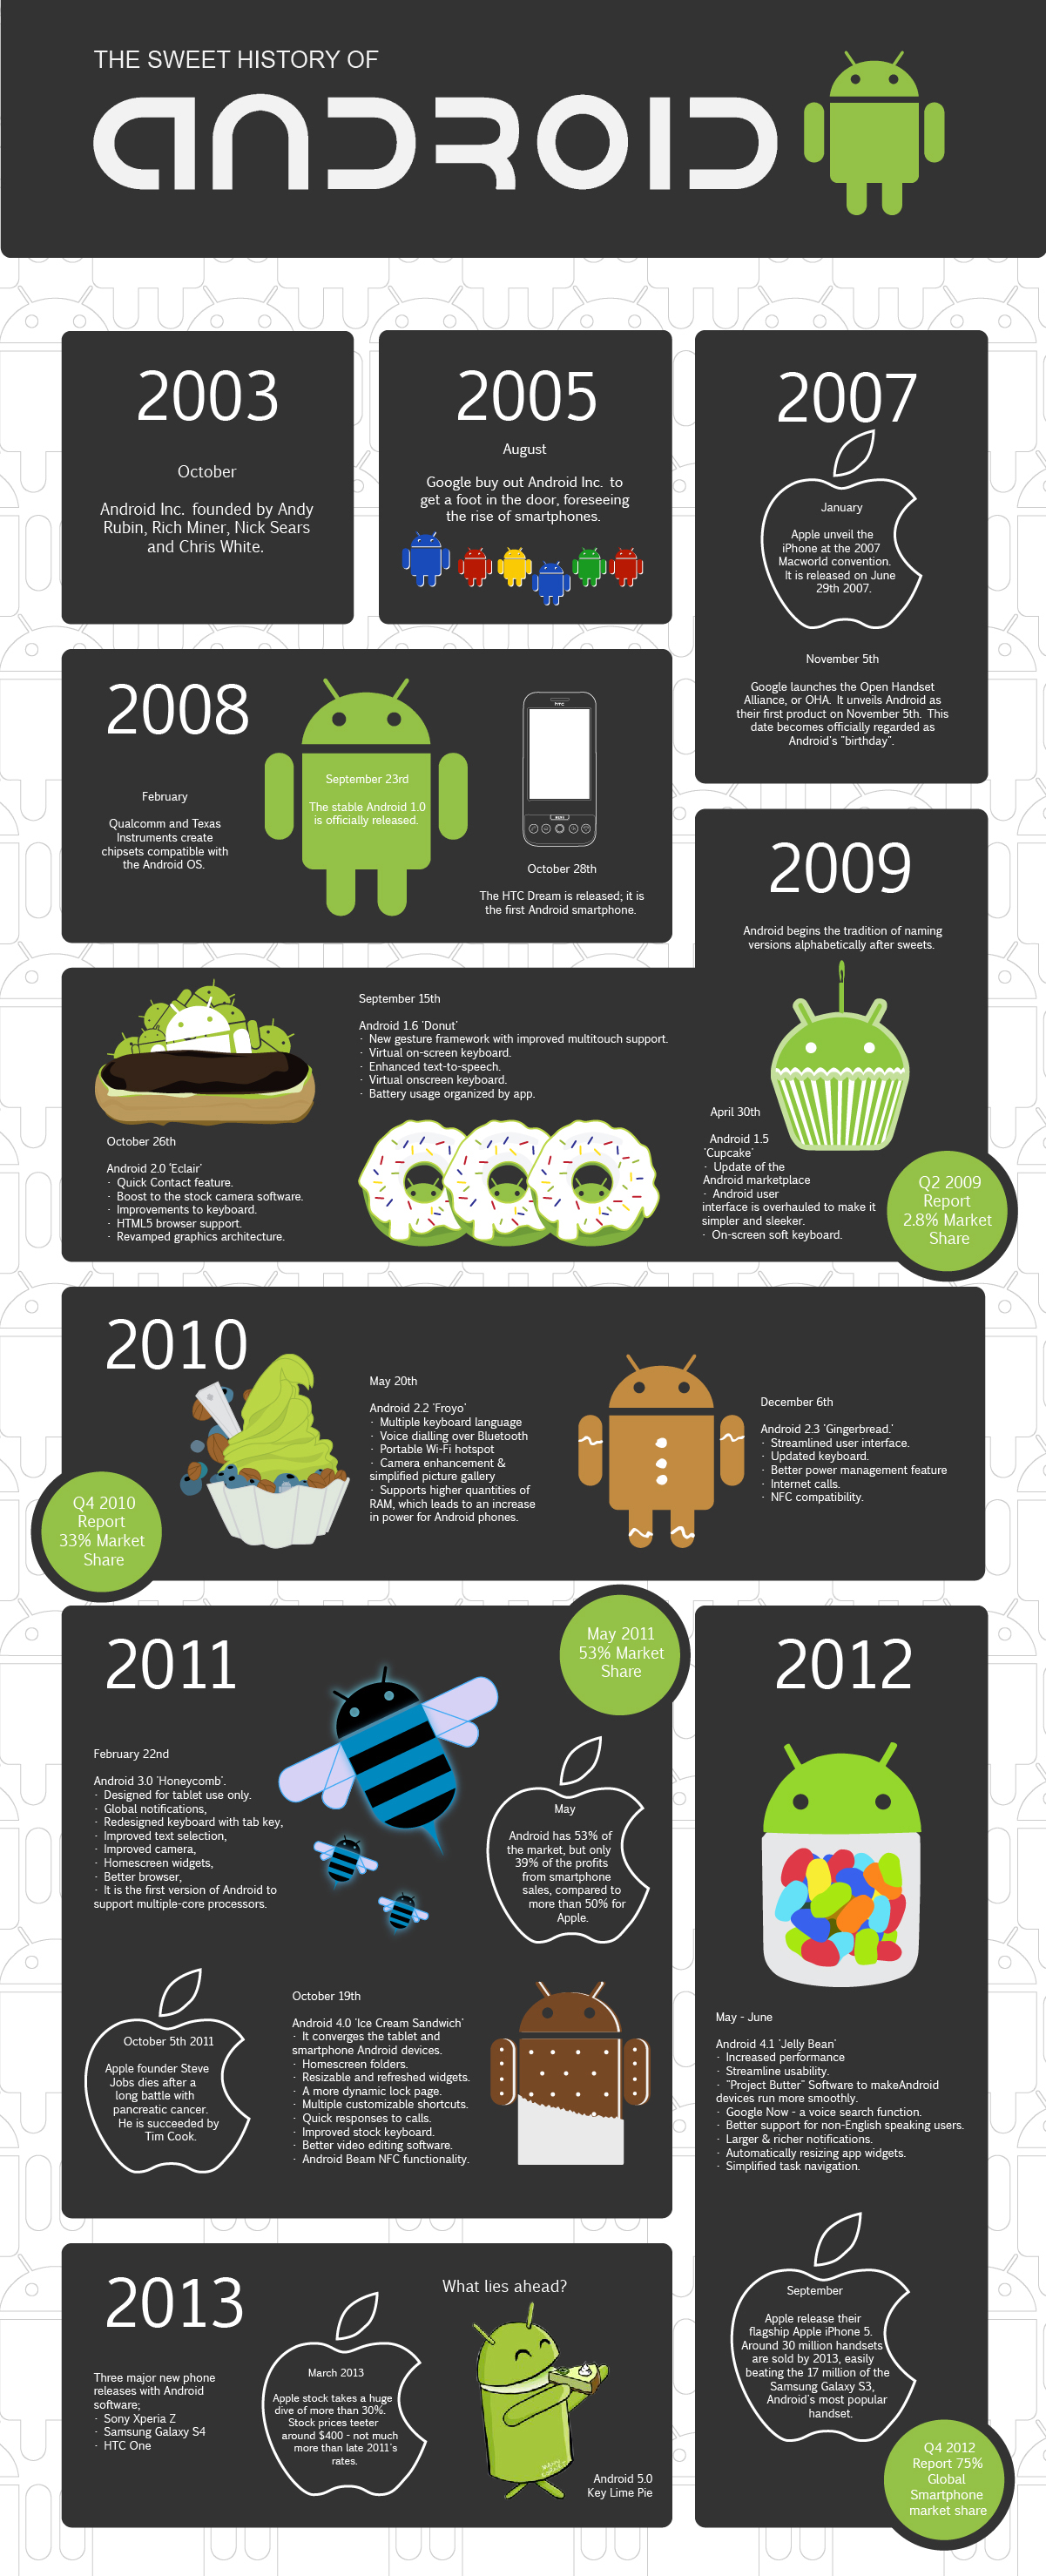 THE SWEET HISTORY OF
ANDROID
2003
October
Android Inc. founded by Andy
Rubin, Rich Miner, Nick Sears
and Chris White.
2005
August
Google buy out Android Inc. to
get a foot in the door, foreseeing
the rise of smartphones.
2007
January
Apple unveil the
iPhone at the 2007
Macworld convention.
It is released on June
29th 2007.
November 5th
Google launches the Open Handset
Alliance, or OHA. It unveils Android as
their first product on November 5th. This
date becomes officially regarded as
Android's "birthday".
2008
February
Qualcomm and Texas
Instruments create
chipsets compatible with
the Android OS.
September 23rd
The stable Android 1.0
is officially released.
hTC
October 28th
The HTC Dream is released; it is
the first Android smartphone.
2009
Android begins the tradition of naming
versions alphabetically after sweets.
April 30th
Android 1.5
'Cupcake'
· Update of the
Android marketplace
· Android user
interface is overhauled to make it
simpler and sleeker.
· On-screen soft keyboard.
Q2 2009
Report
2.8% Market
Share
September 15th
Android 1.6 'Donut'
· New gesture framework with improved multitouch support.
· Virtual on-screen keyboard.
· Enhanced text-to-speech.
· Virtual onscreen keyboard.
· Battery usage organized by app.
October 26th
Android 2.0 'Eclair'
· Quick Contact feature.
· Boost to the stock camera software.
· Improvements to keyboard.
· HTML5 browser support.
· Revamped graphics architecture.
2010
May 20th
Android 2.2 'Froyo'
· Multiple keyboard language
· Voice dialling over Bluetooth
· Portable Wi-Fi hotspot
· Camera enhancement &
simplified picture gallery
· Supports higher quantities of
RAM, which leads to an increase
in power for Android phones.
December 6th
Android 2.3 'Gingerbread.'
· Streamlined user interface.
· Updated keyboard.
· Better power management feature
· Internet calls.
· NFC compatibility.
Q4 2010
Report
33% Market
Share
2011
May 2011
53% Market
Share
February 22nd
Android 3.0 'Honeycomb'.
· Designed for tablet use only.
· Global notifications,
· Redesigned keyboard with tab key,
· Improved text selection,
· Improved camera,
· Homescreen widgets,
· Better browser,
· It is the first version of Android to
support multiple-core processors.
May
Android has 53% of
the market, but only
39% of the profits
from smartphone
sales, compared to
more than 50% for
Apple.
October 5th 2011
Apple founder Steve
Jobs dies after a
long battle with
pancreatic cancer.
He is succeeded by
Tim Cook.
October 19th
Android 4.0 'Ice Cream Sandwich'
· It converges the tablet and
smartphone Android devices.
· Homescreen folders.
· Resizable and refreshed widgets.
· A more dynamic lock page.
· Multiple customizable shortcuts.
· Quick responses to calls.
· Improved stock keyboard.
· Better video editing software.
· Android Beam NFC functionality.
2012
May - June
Android 4.1 'Jelly Bean'
· Increased performance
· Streamline usability.
· "Project Butter" Software to makeAndroid
devices run more smoothly.
· Google Now - a voice search function.
· Better support for non-English speaking users.
· Larger & richer notifications.
· Automatically resizing app widgets.
· Simplified task navigation.
September
Apple release their
flagship Apple iPhone 5.
Around 30 million handsets
are sold by 2013, easily
beating the 17 million of the
Samsung Galaxy S3,
Android's most popular
handset.
Q4 2012
Report 75%
Global
Smartphone
market share
2013
Three major new phone
releases with Android
software:
· Sony Xperia Z
· Samsung Galaxy S4
· HTC One
March 2013
Apple stock takes a huge
dive of more than 30%.
Stock prices teeter
around $400 - not much
more than late 2011's
rates.
What lies ahead?
Android 5.0
Key Lime Pie